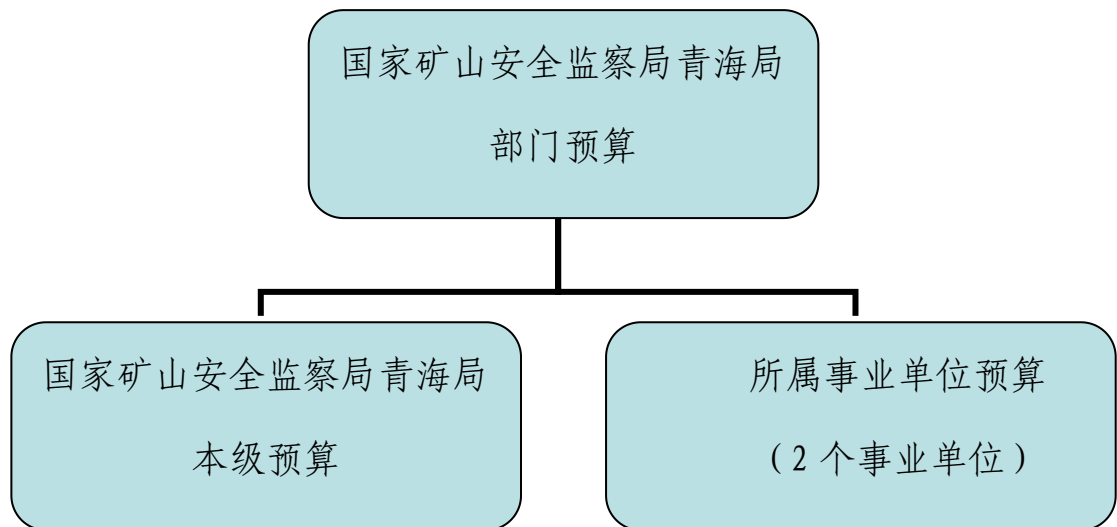 国家矿山安全监察局青海局
部门预算
国家矿山安全监察局青海局
本级预算
所属事业单位预算
（2个事业单位）